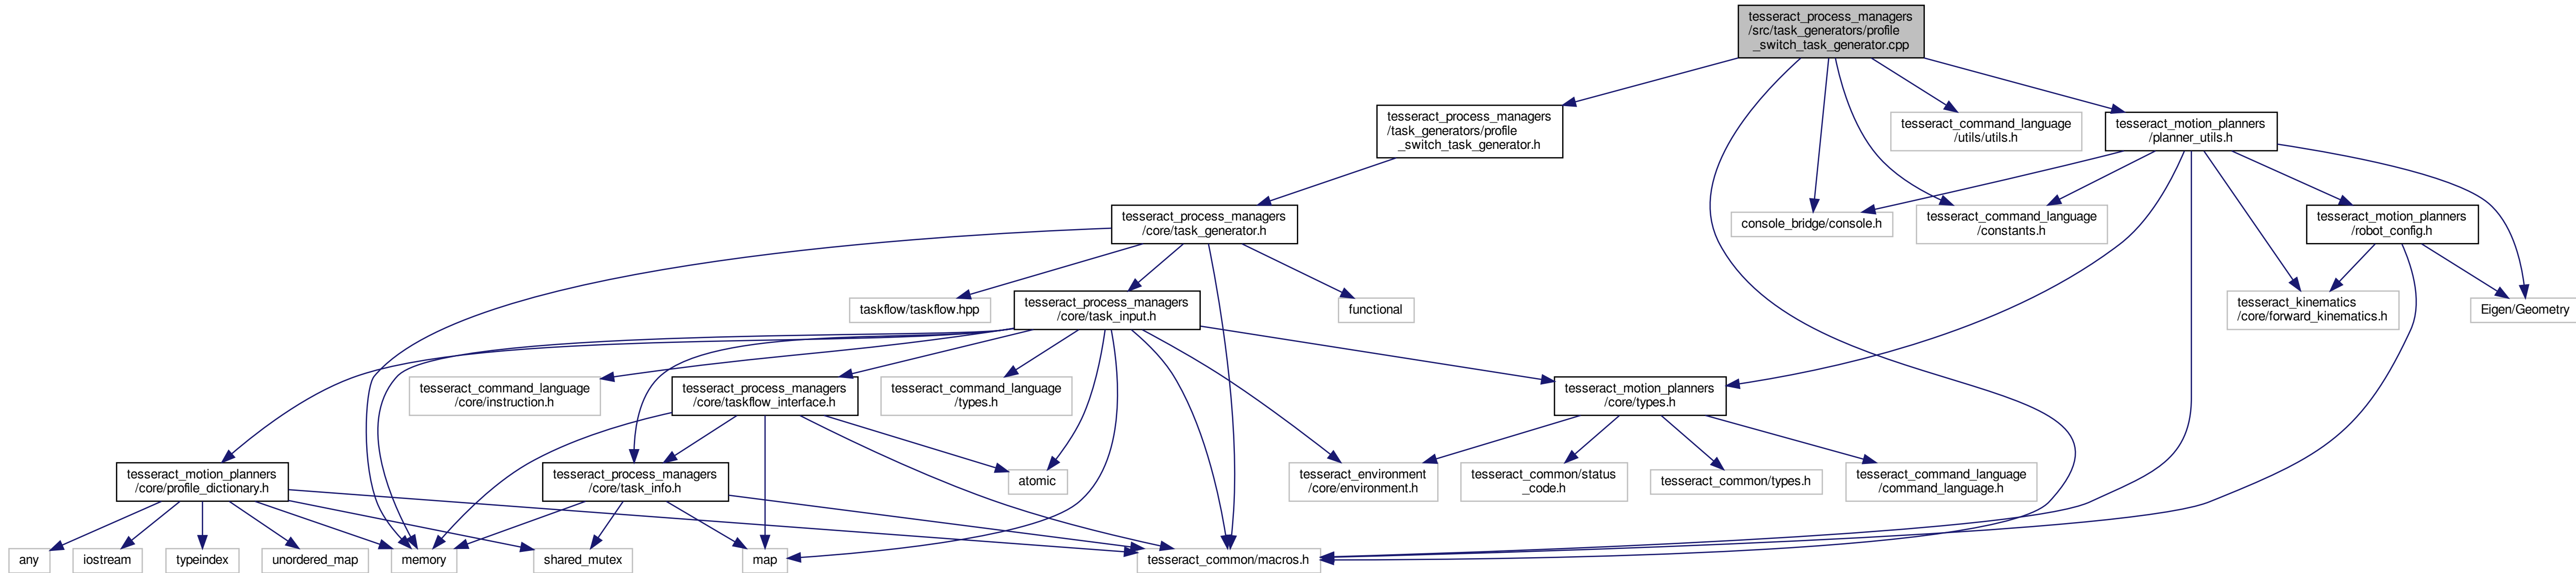 tesseract_process_managers
/src/task_generators/profile
_switch_task_generator.cpp
tesseract_process_managers
/task_generators/profile
_switch_task_generator.h
tesseract_command_language
/utils/utils.h
tesseract_motion_planners
/planner_utils.h
tesseract_process_managers
/core/task_generator.h
console_bridge/console.h
tesseract_command_language
/constants.h
tesseract_motion_planners
/robot_config.h
taskflow/taskflow.hpp
tesseract_process_managers
/core/task_input.h
functional
tesseract_kinematics
/core/forward_kinematics.h
Eigen/Geometry
tesseract_command_language
/core/instruction.h
tesseract_process_managers
/core/taskflow_interface.h
tesseract_command_language
/types.h
tesseract_motion_planners
/core/types.h
tesseract_motion_planners
/core/profile_dictionary.h
tesseract_process_managers
/core/task_info.h
atomic
tesseract_environment
/core/environment.h
tesseract_common/status
_code.h
tesseract_common/types.h
tesseract_command_language
/command_language.h
any
iostream
typeindex
unordered_map
memory
shared_mutex
map
tesseract_common/macros.h